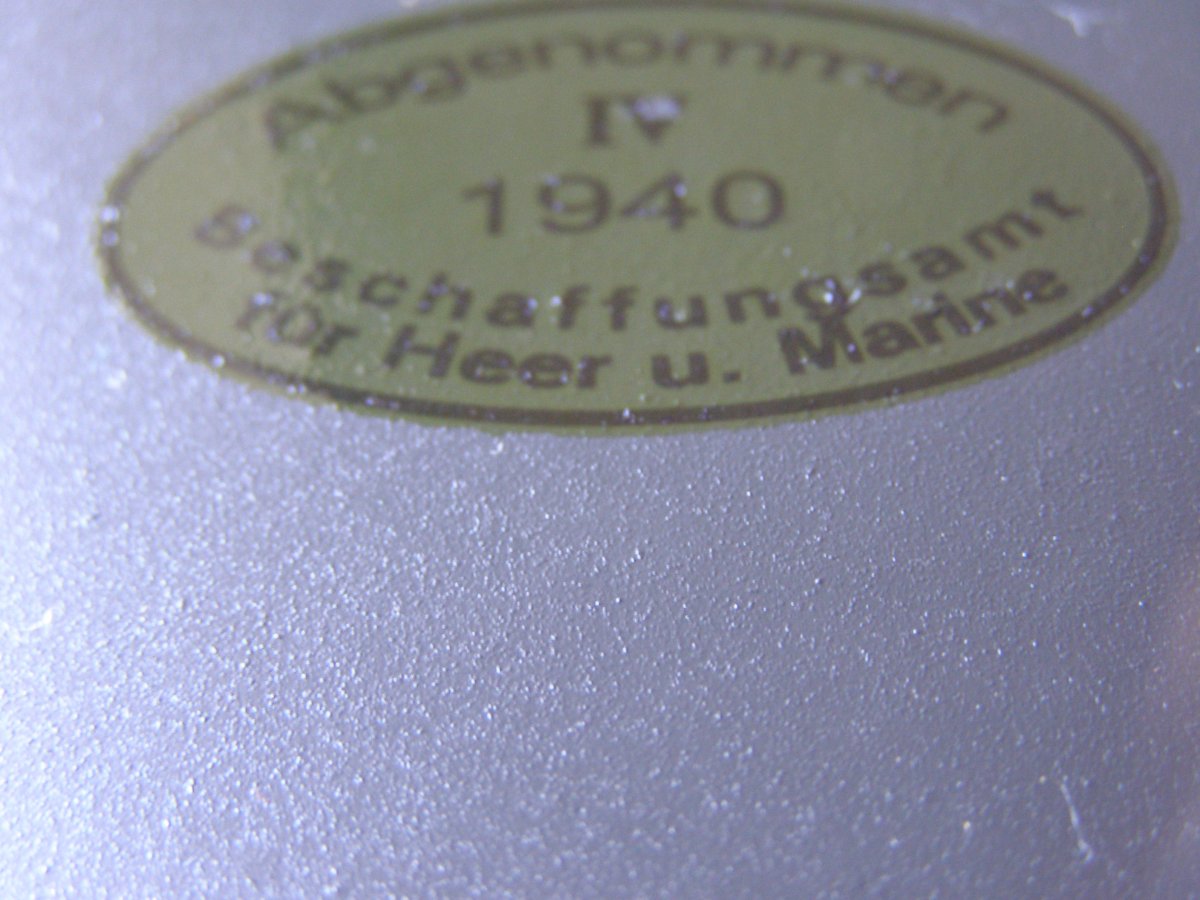 Abgenommen
IV
1940
Beschaffungsamt
für Heer u. Marine